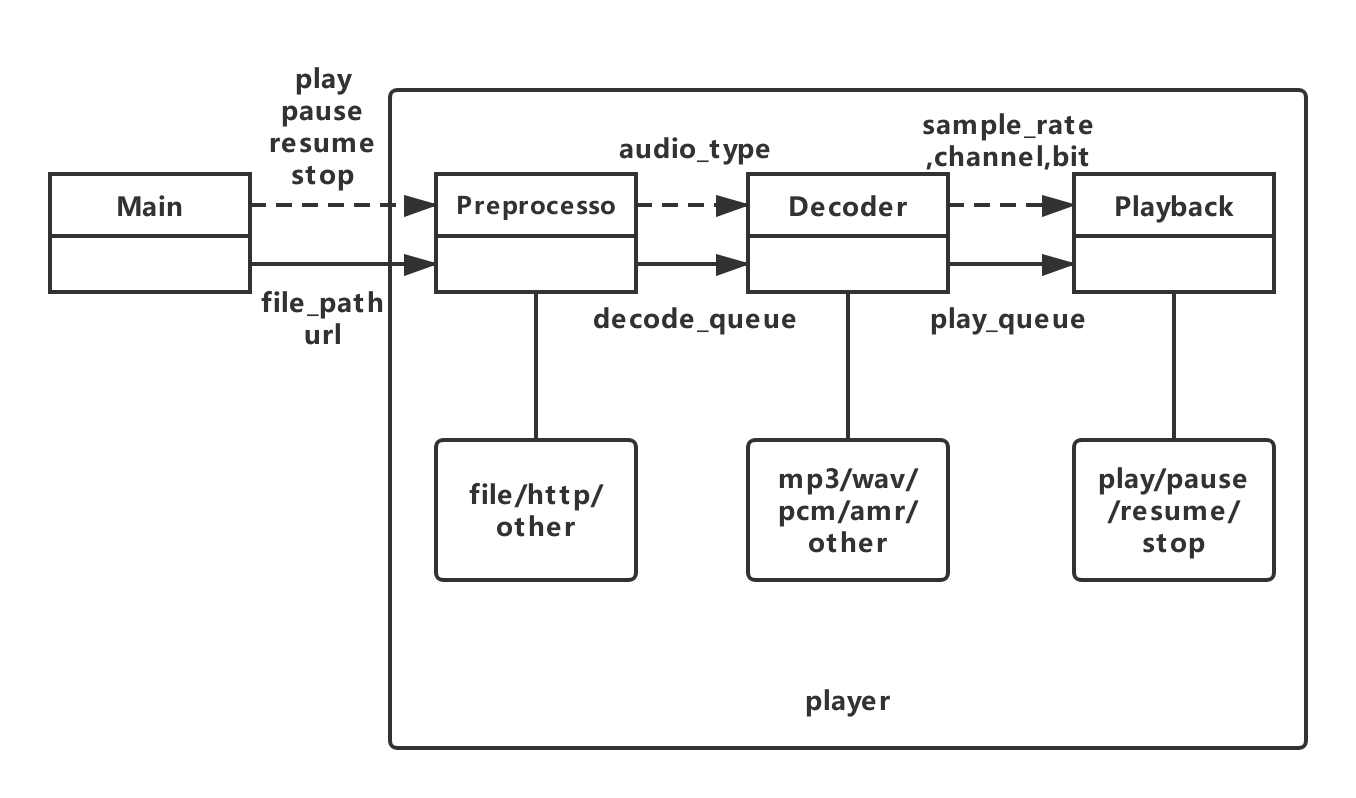 play
pause
resume
stop
audio_type
sample_rate
,channel,bit
Main
Preprocesso
Decoder
Playback
file_path
url
decode_queue
play_queue
file/http/
other
mp3/wav/
pcm/amr/
other
play/pause
/resume/
stop
player